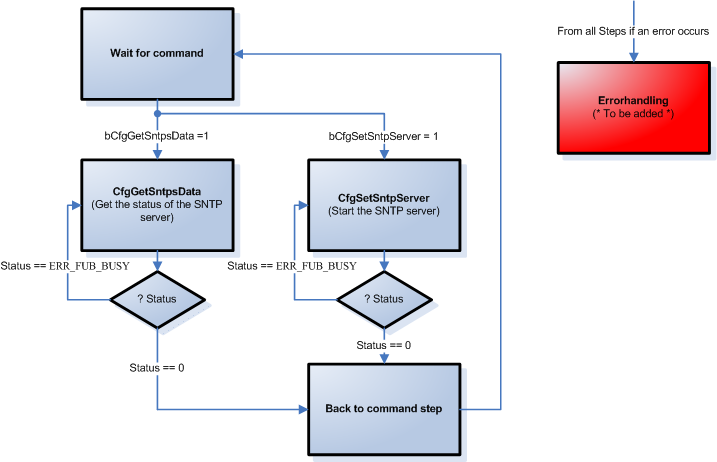 Wait for command
From all Steps if an error occurs
Errorhandling
(* To be added *)
bCfgGetSntpsData =1
bCfgSetSntpServer = 1
CfgGetSntpsData
(Get the status of the SNTP
server)
CfgSetSntpServer
(Start the SNTP server)
Status == ERR_FUB_BUSY
Status == ERR_FUB_BUSY
? Status
? Status
Status == 0
Status == 0
Back to command step